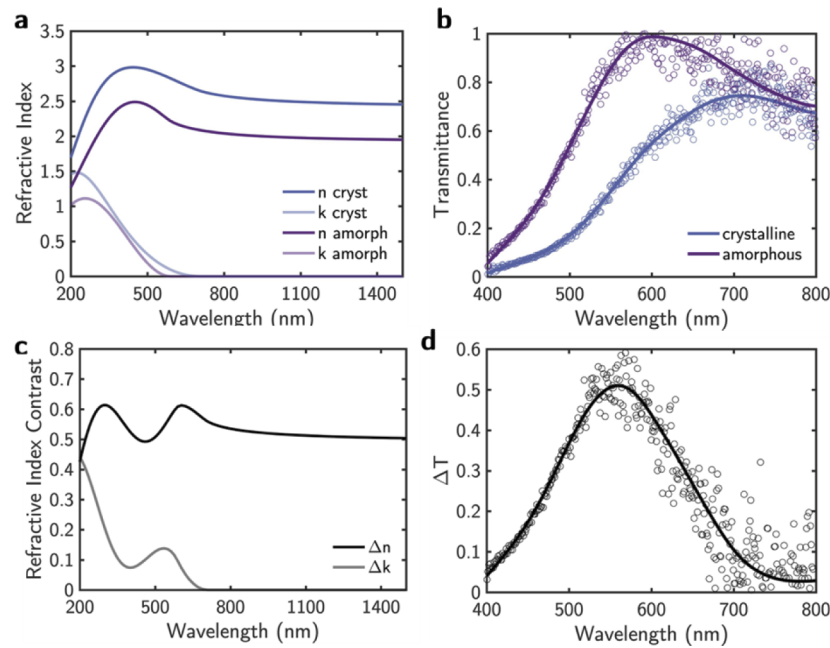 a
3.5
3
2.5
2
1.5
1
0.5
0
Refractive Index
n cryst
k cryst
n amorph
k amorph
200 500 800 1100 1400
Wavelength (nm)
b
1
0.8
0.6
0.4
0.2
0
Transmittance
crystalline
amorphous
400 500 600 700 800
Wavelength (nm)
c
0.8
0.7
0.6
0.5
0.4
0.3
0.2
0.1
0
Refractive Index Contrast
Δn
Δk
200 500 800 1100 1400
Wavelength (nm)
d
0.6
0.5
0.4
0.3
0.2
0.1
0
ΔT
400 500 600 700 800
Wavelength (nm)